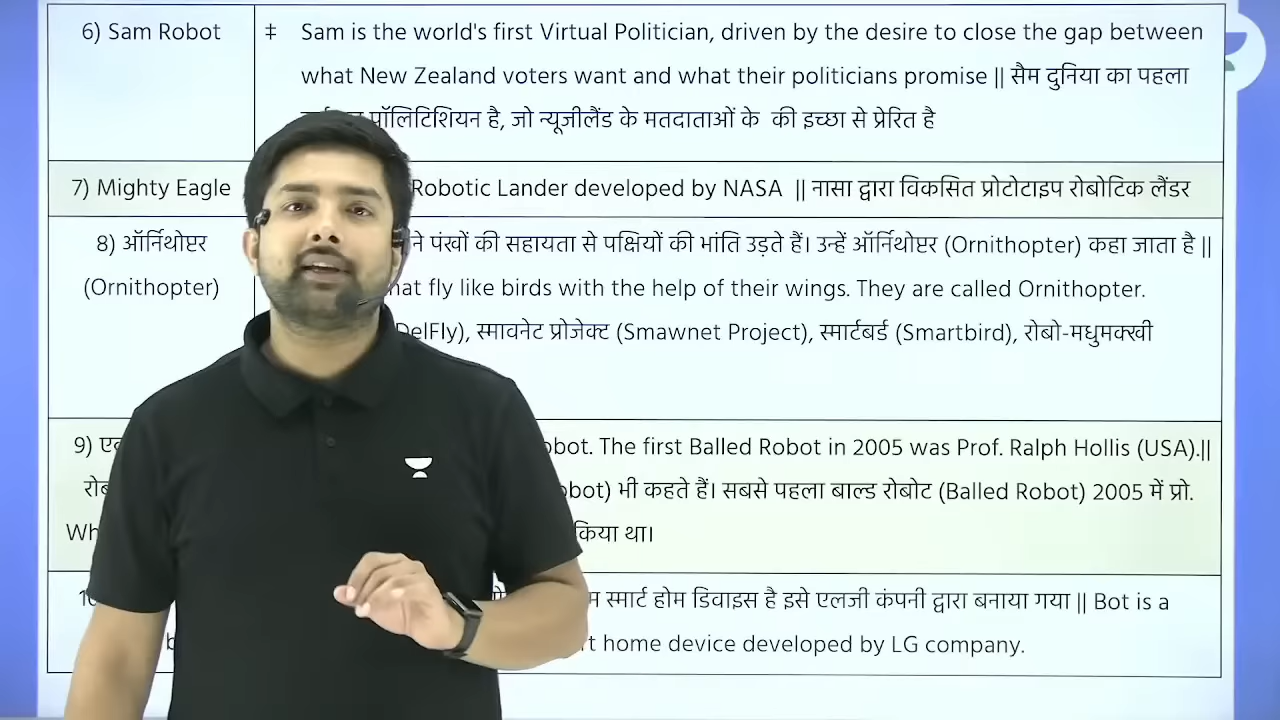 6) Sam Robot
‡ Sam is the world's first Virtual Politician, driven by the desire to close the gap between
what New Zealand voters want and what their politicians promise || सैम दुनिया का पहला
पॉलिटिशियन है, जो न्यूजीलैंड के मतदाताओं के की इच्छा से प्रेरित है
7) Mighty Eagle
Robotic Lander developed by NASA || नासा द्वारा विकसित प्रोटोटाइप रोबोटिक लैंडर
8) ऑर्निथोप्टर
(Ornithopter)
पंखों की सहायता से पक्षियों की भांति उड़ते हैं। उन्हें ऑर्निथोप्टर (Ornithopter) कहा जाता है ||
fly like birds with the help of their wings. They are called Ornithopter.
DelFly), स्मावनेट प्रोजेक्ट (Smawnet Project), स्मार्टबर्ड (Smartbird), रोबो-मधुमक्खी
9)
The first Balled Robot in 2005 was Prof. Ralph Hollis (USA).||
भी कहते हैं। सबसे पहला बाल्ड रोबोट (Balled Robot) 2005 में प्रो.
किया था।
स्मार्ट होम डिवाइस है इसे एलजी कंपनी द्वारा बनाया गया || Bot is a
home device developed by LG company.